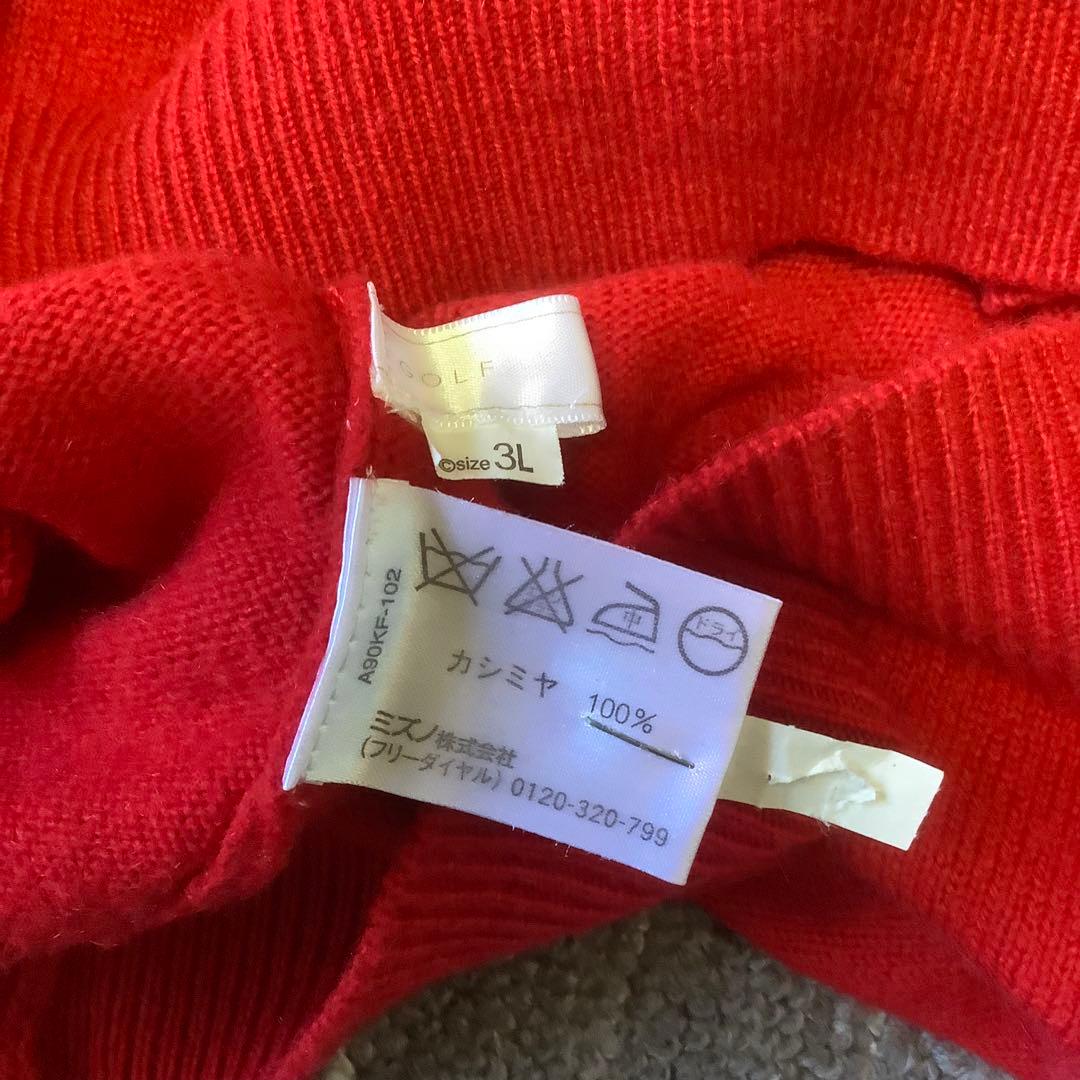 GOLF
©size 3L
中 ドライ
A90KF-102
カシミヤ 100%
ミズノ株式会社
(フリーダイヤル) 0120-320-799